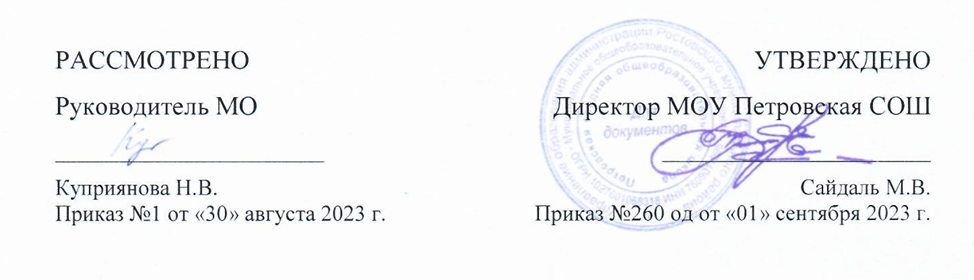 РАССМОТРЕНО
Руководитель МО
Куприянова Н.В.
Приказ №1 от «30» августа 2023 г.
УТВЕРЖДЕНО
Директор МОУ Петровская СОШ
Сайдаль М.В.
Приказ №260 од от «01» сентября 2023 г.
документов